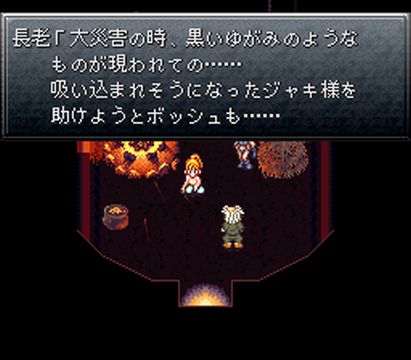 長老「大災害の時、黒いゆがみのような
ものが現われての……
吸い込まれそうになったジャキ様を
助けようとボッシュも……